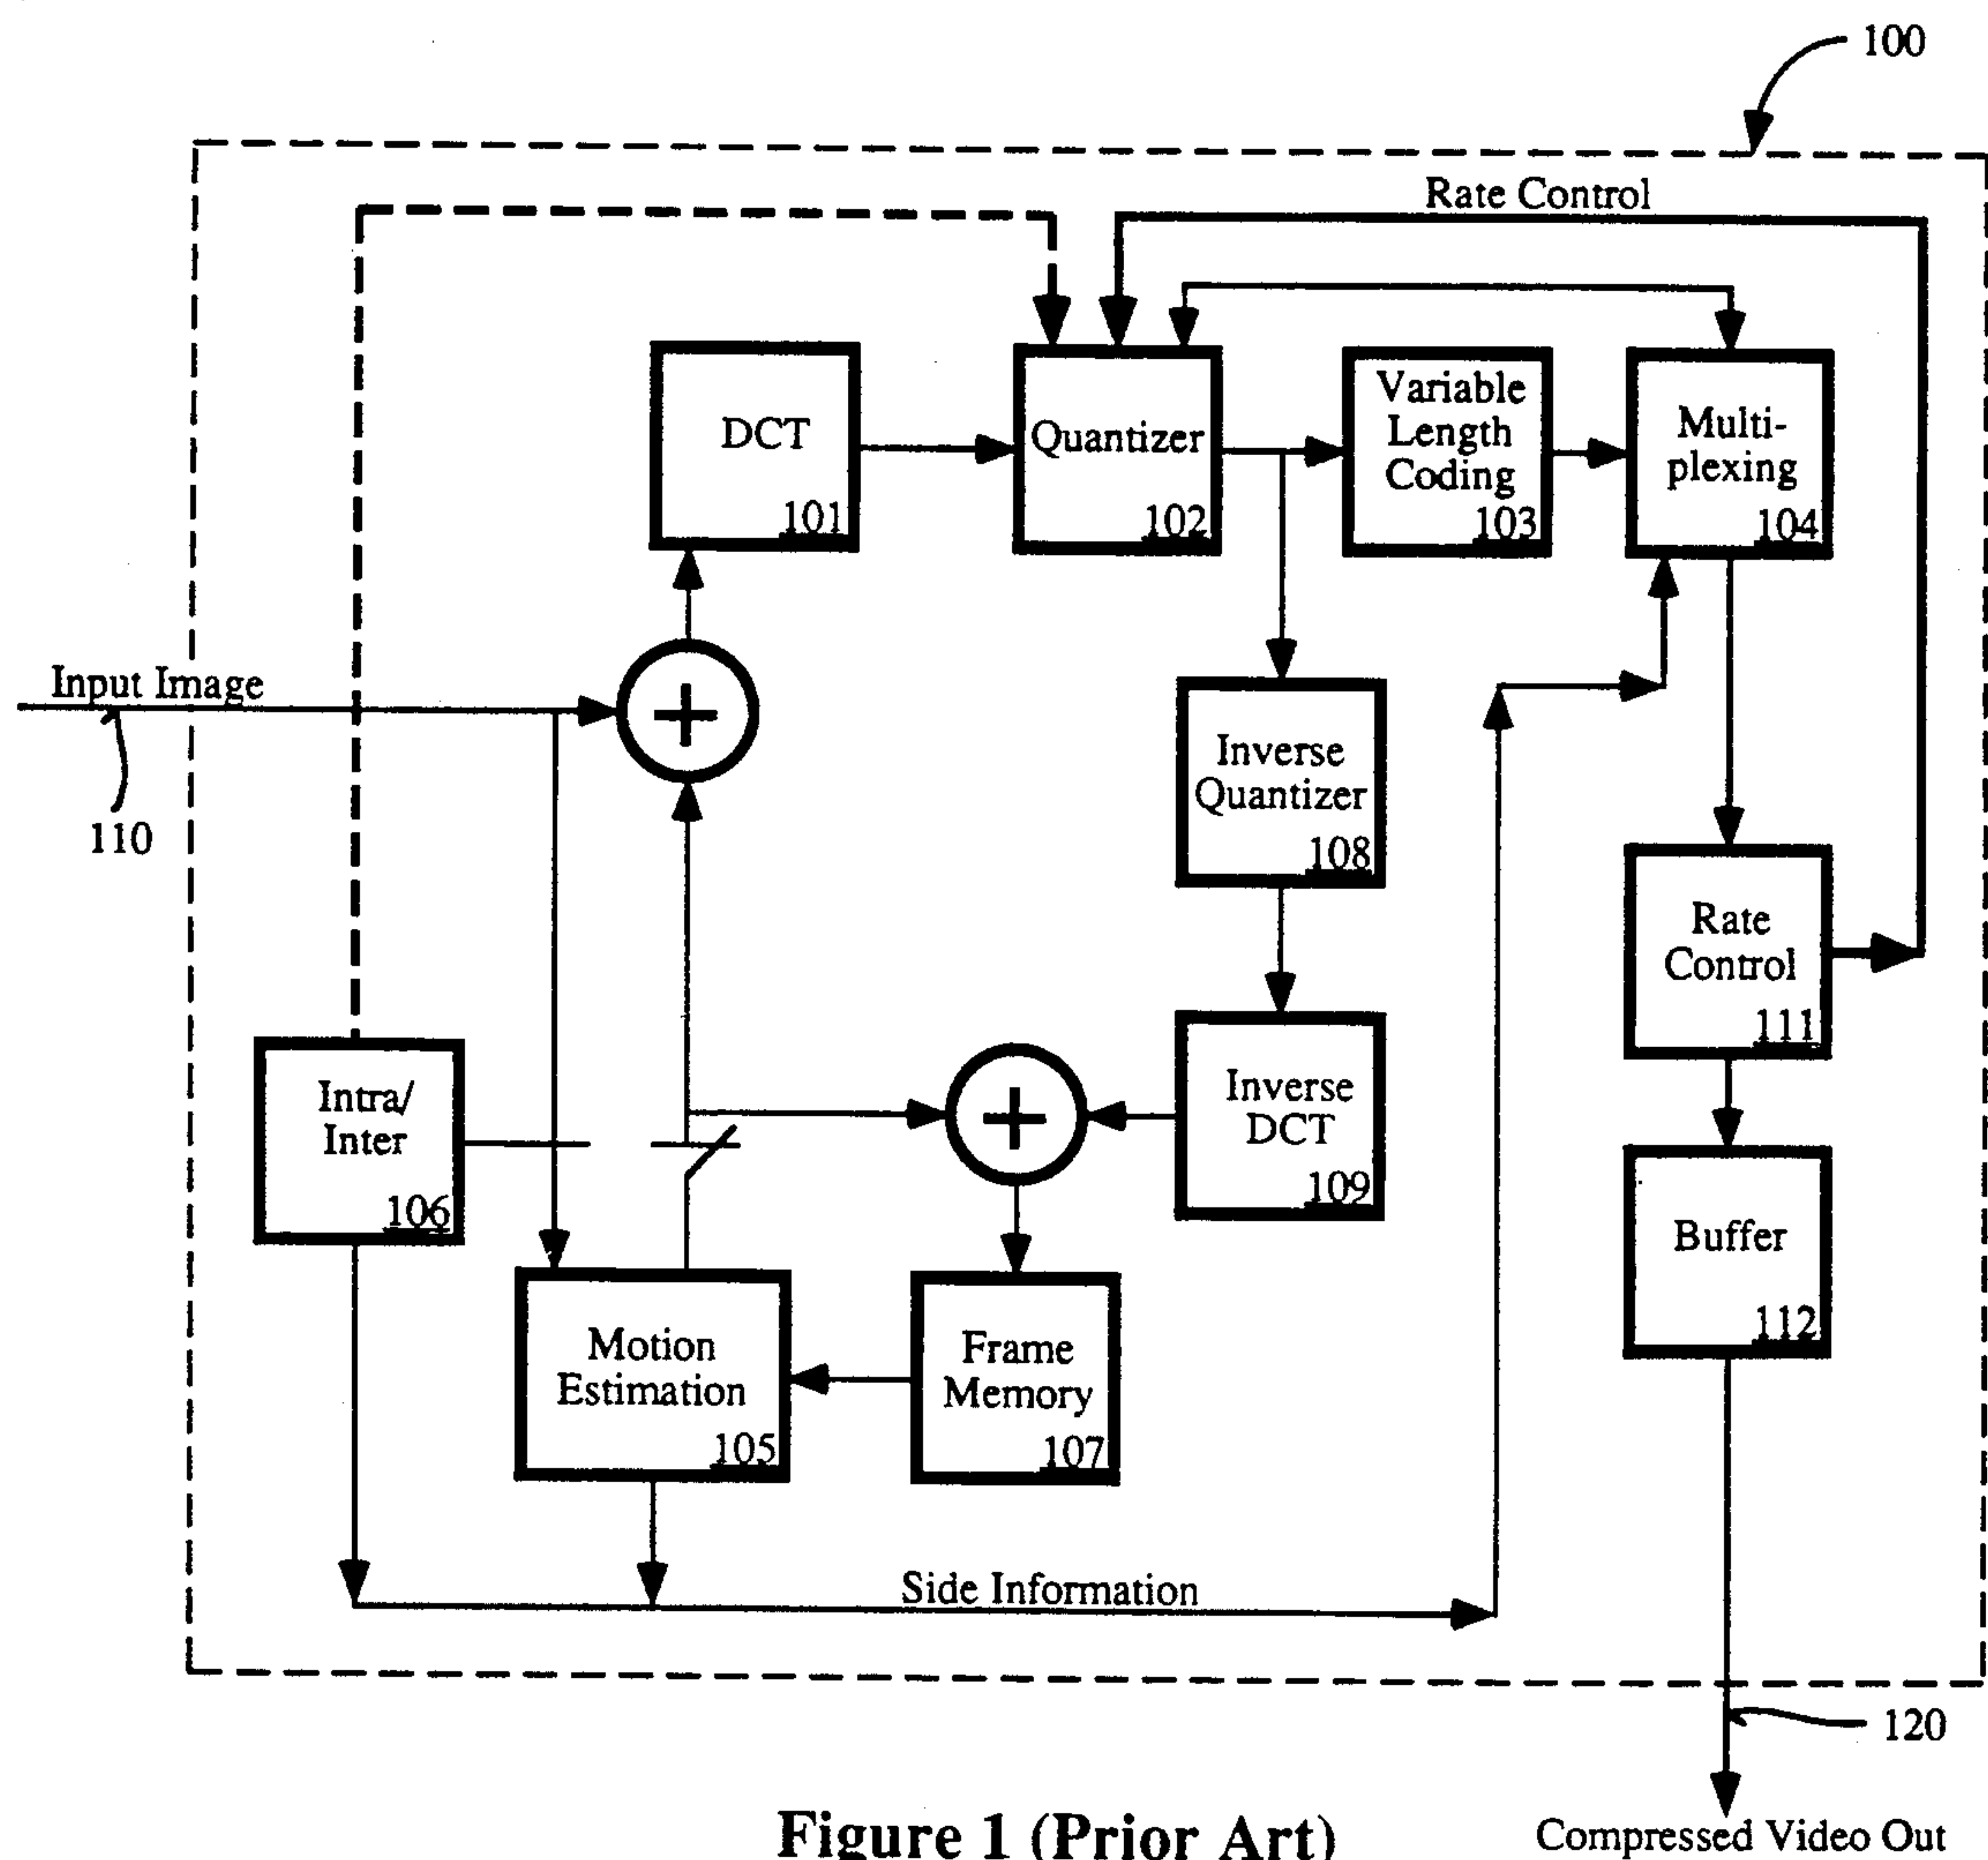 100
Rate Control
DCT
101
Quantizer
102
Variable
Length
Coding
103
Multi-
plexing
104
Input Image
110
Inverse
Quantizer
108
Rate
Control
111
Intra/
Inter
106
Inverse
DCT
109
Buffer
112
Motion
Estimation
105
Frame
Memory
107
Side Information
120
Figure 1 (Prior Art)
Compressed Video Out